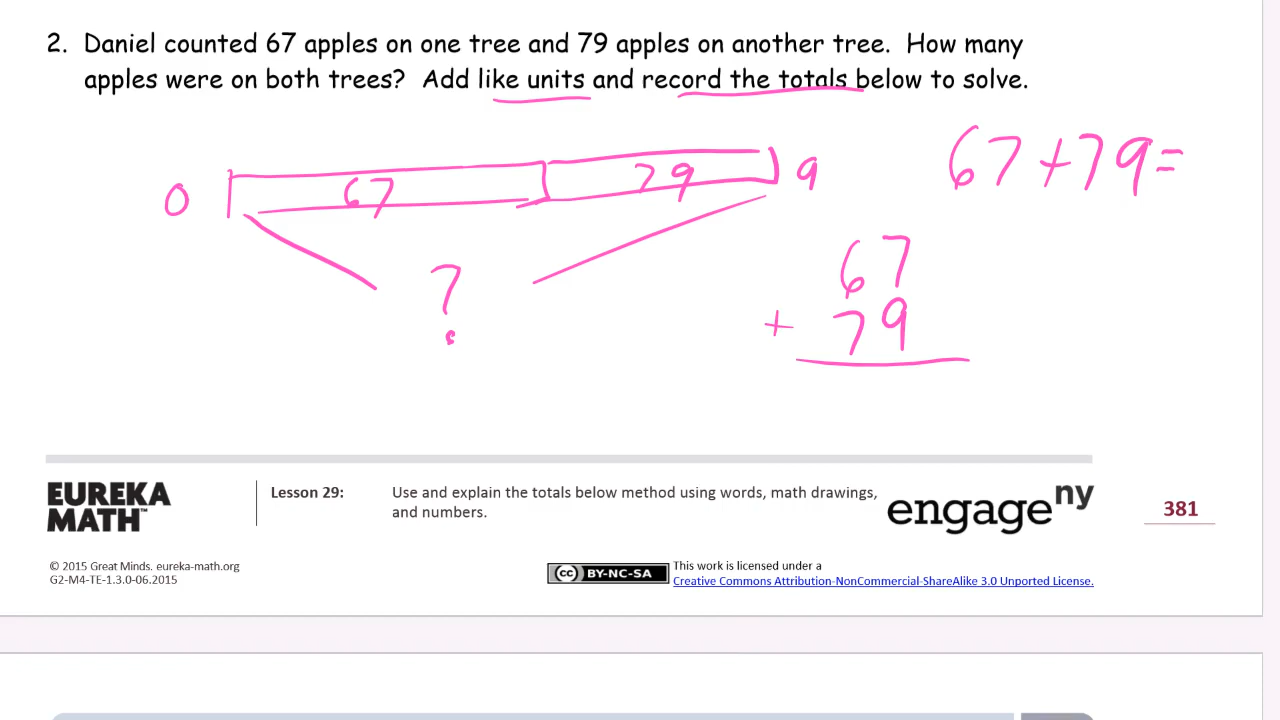 2. Daniel counted 67 apples on one tree and 79 apples on another tree. How many
apples were on both trees? Add like units and record the totals below to solve.
67+79=
0 67 79 9
?
67
+ 79
EUREKA
MATH™
Lesson 29:
Use and explain the totals below method using words, math drawings,
and numbers.
engageny
381
© 2015 Great Minds. eureka-math.org
G2-M4-TE-1.3.0-06.2015
cc BY-NC-SA
This work is licensed under a
Creative Commons Attribution-NonCommercial-ShareAlike 3.0 Unported License.